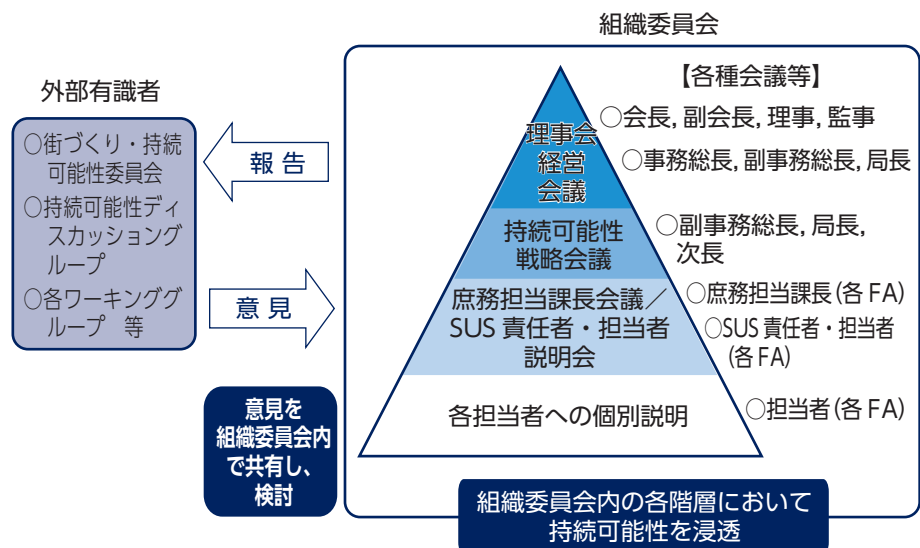 組織委員会
外部有識者
○街づくり・持続
可能性委員会
○持続可能性ディ
スカッショング
ループ
○各ワーキンググ
ループ 等
報告
意見
意見を
組織委員会内
で共有し、
検討
【各種会議等】
理事会
経営
会議
○会長，副会長，理事，監事
○事務総長，副事務総長，局長
持続可能性
戦略会議
○副事務総長，局長，
次長
庶務担当課長会議／
SUS 責任者・担当者
説明会
○庶務担当課長（各 FA）
○SUS 責任者・担当者
（各 FA）
各担当者への個別説明
○担当者（各 FA）
組織委員会内の各階層において
持続可能性を浸透